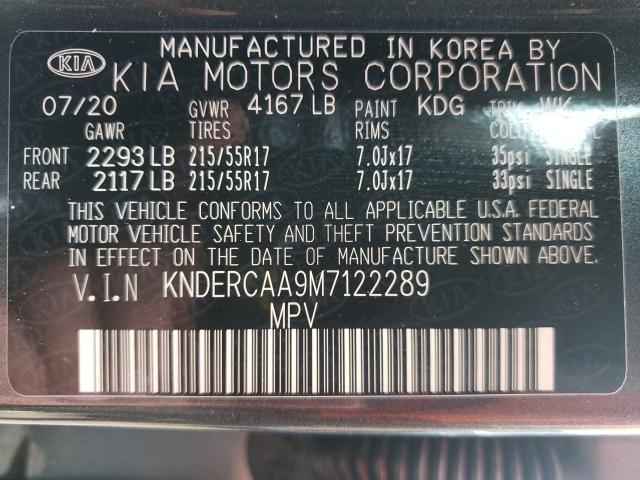 MANUFACTURED IN KOREA BY
KIA KIA MOTORS CORPORATION
07/20 GVWR 4167 LB PAINT KDG TRIM WK
GAWR TIRES RIMS COLD
FRONT 2293 LB 215/55R17 7.0Jx17 35psi SINGLE
REAR 2117 LB 215/55R17 7.0Jx17 33psi SINGLE
THIS VEHICLE CONFORMS TO ALL APPLICABLE U.S.A. FEDERAL
MOTOR VEHICLE SAFETY AND THEFT PREVENTION STANDARDS
IN EFFECT ON THE DATE OF MANUFACTURE SHOWN ABOVE.
V.I.N KNDERCAA9M7122289
MPV